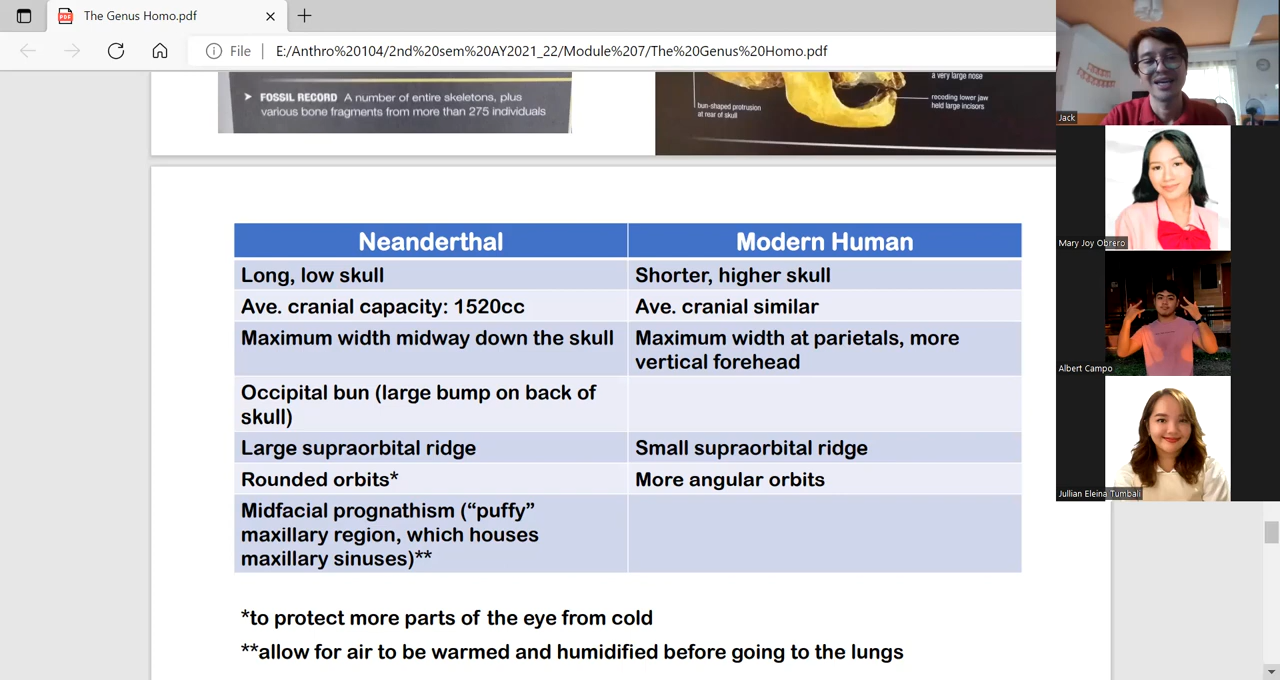 The Genus Homo.pdf
File
E:/Anthro%20104/2nd%20sem%20AY2021_22/Module%207/The%20Genus%20Homo.pdf
➤ FOSSIL RECORD A number of entire skeletons, plus
various bone fragments from more than 275 individuals
a very large nose
recoding lower jaw
held large incisors
bun-shaped protrusion
at rear of skull
Neanderthal
Modern Human
Long, low skull
Shorter, higher skull
Ave. cranial capacity: 1520cc
Ave. cranial similar
Maximum width midway down the skull
Maximum width at parietals, more
vertical forehead
Occipital bun (large bump on back of
skull)
Large supraorbital ridge
Small supraorbital ridge
Rounded orbits*
More angular orbits
Midfacial prognathism (“puffy”
maxillary region, which houses
maxillary sinuses)**
*to protect more parts of the eye from cold
**allow for air to be warmed and humidified before going to the lungs
Jack
Mary Joy Obrero
Albert Campo
Jullian Eleina Tumbali